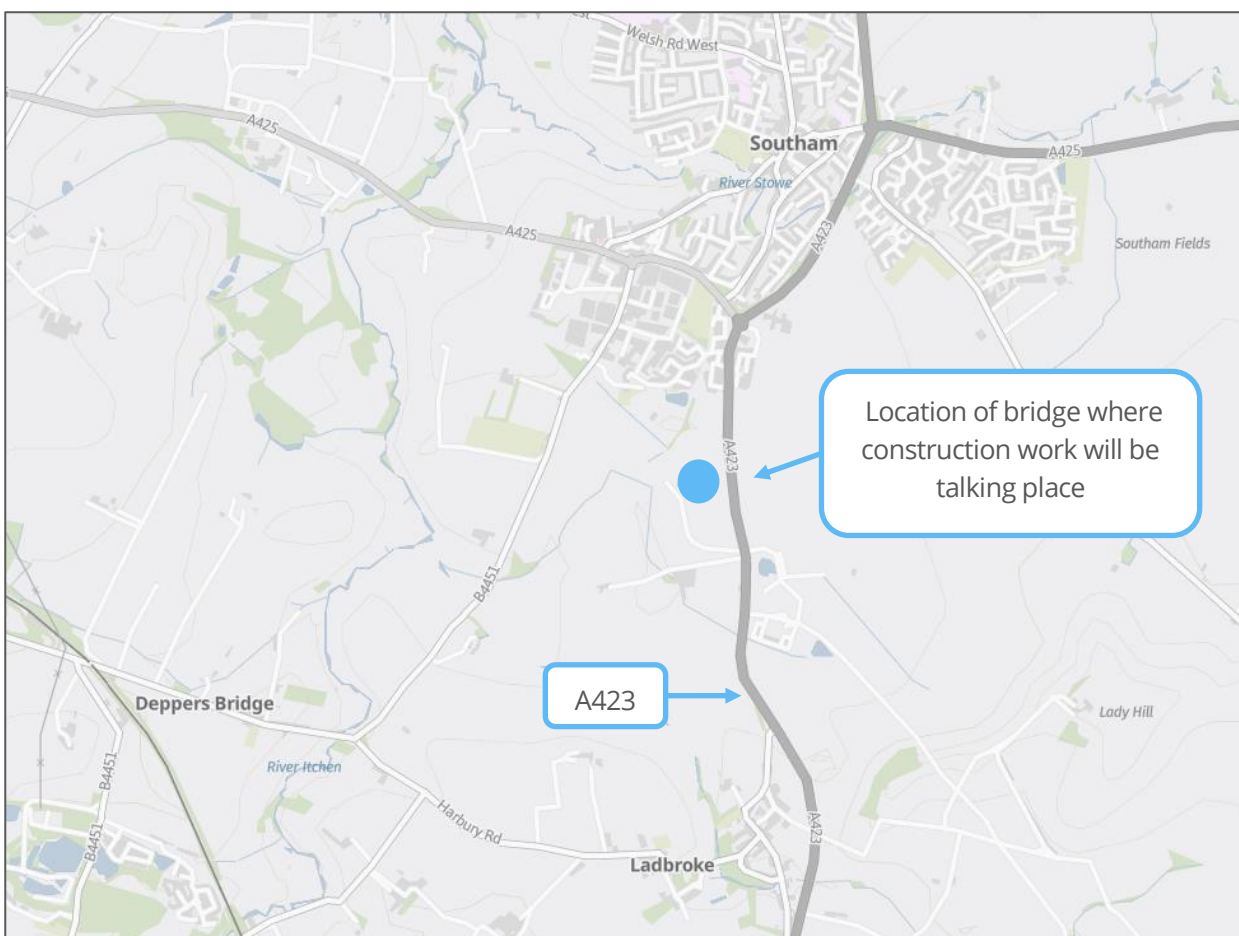 Welsh Rd West
A425
Southam
A425
River Stowe
A425
A423
Southam Fields
A423
Location of bridge where
construction work will be
talking place
B4451
A423
Deppers Bridge
Lady Hill
River Itchen
B4451
Harbury Rd
B4451
A423
Ladbroke